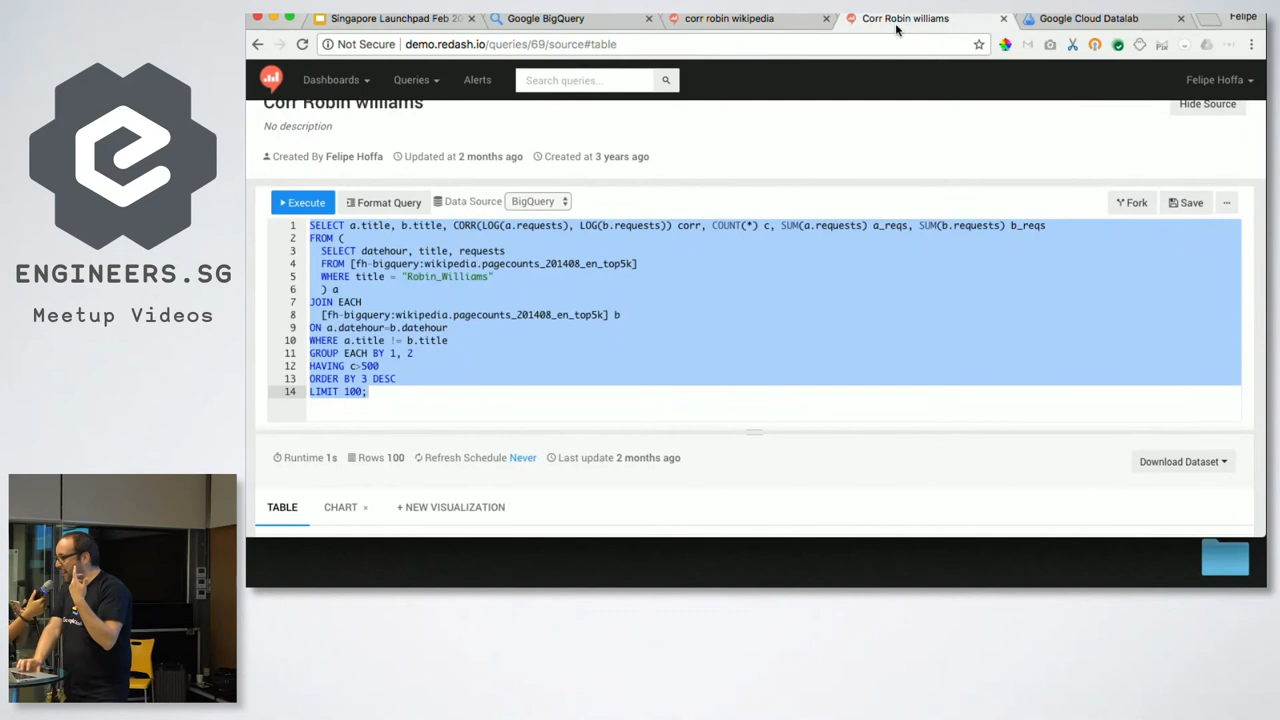 Singapore Launchpad Feb 20
Google BigQuery
corr robin wikipedia
Corr Robin williams
Google Cloud Datalab
Felipe
Not Secure
demo.redash.io/queries/69/source#table
Dashboards
Queries
Alerts
Search queries...
Felipe Hoffa
Corr Robin williams
Hide Source
No description
Created By Felipe Hoffa
Updated at 2 months ago
Created at 3 years ago
Execute
Format Query
Data Source
BigQuery
Fork
Save
1 SELECT a.title, b.title, CORR(LOG(a.requests), LOG(b.requests)) corr, COUNT(*) c, SUM(a.requests) a_reqs, SUM(b.requests) b_reqs
2 FROM (
3 SELECT datehour, title, requests
4 FROM [fh-bigquery:wikipedia.pagecounts_201408_en_top5k]
5 WHERE title = "Robin_Williams"
6 ) a
7 JOIN EACH
8 [fh-bigquery:wikipedia.pagecounts_201408_en_top5k] b
9 ON a.datehour=b.datehour
10 WHERE a.title != b.title
11 GROUP EACH BY 1, 2
12 HAVING c>500
13 ORDER BY 3 DESC
14 LIMIT 100;
Runtime 1s
Rows 100
Refresh Schedule Never
Last update 2 months ago
Download Dataset
TABLE
CHART ×
+ NEW VISUALIZATION
ENGINEERS.SG
Meetup Videos